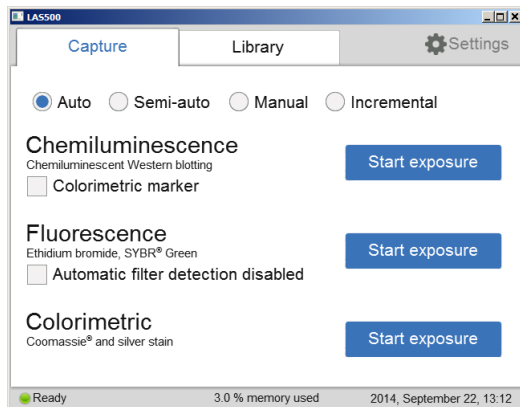 LAS500
Capture
Library
Settings
Auto
Semi-auto
Manual
Incremental
Chemiluminescence
Chemiluminescent Western blotting
Start exposure
Colorimetric marker
Fluorescence
Ethidium bromide, SYBR® Green
Start exposure
Automatic filter detection disabled
Colorimetric
Coomassie® and silver stain
Start exposure
Ready
3.0 % memory used
2014, September 22, 13:12